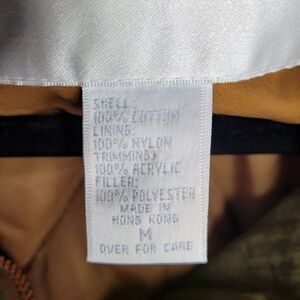 SHELL:
100% COTTON
LINING:
100% NYLON
TRIMMING:
100% ACRYLIC
FILLER:
100% POLYESTER
MADE IN
HONG KONG
M
OVER FOR CARE